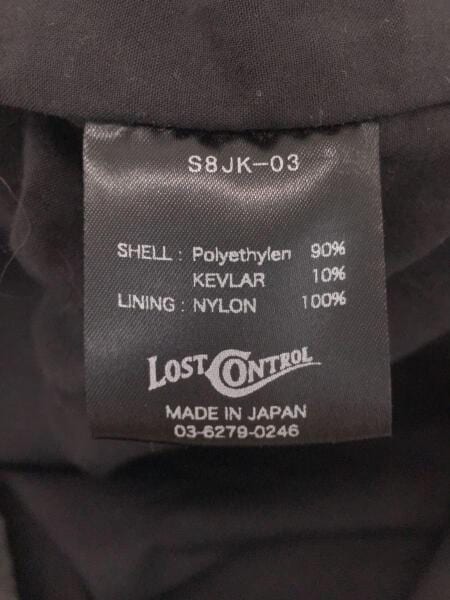 S8JK-03
SHELL : Polyethylen 90%
KEVLAR 10%
LINING : NYLON 100%
LOST CONTROL
MADE IN JAPAN
03-6279-0246